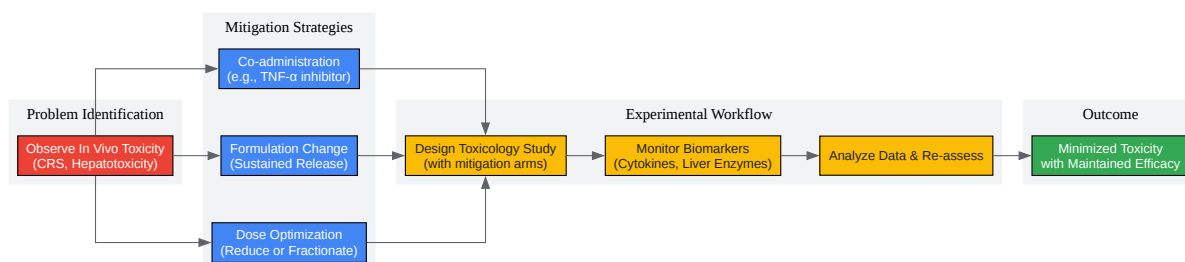 Mitigation Strategies
Co-administration
(e.g., TNF-α inhibitor)
Problem Identification
Observe In Vivo Toxicity
(CRS, Hepatotoxicity)
Formulation Change
(Sustained Release)
Dose Optimization
(Reduce or Fractionate)
Experimental Workflow
Design Toxicology Study
(with mitigation arms)
Monitor Biomarkers
(Cytokines, Liver Enzymes)
Analyze Data & Re-assess
Outcome
Minimized Toxicity
with Maintained Efficacy